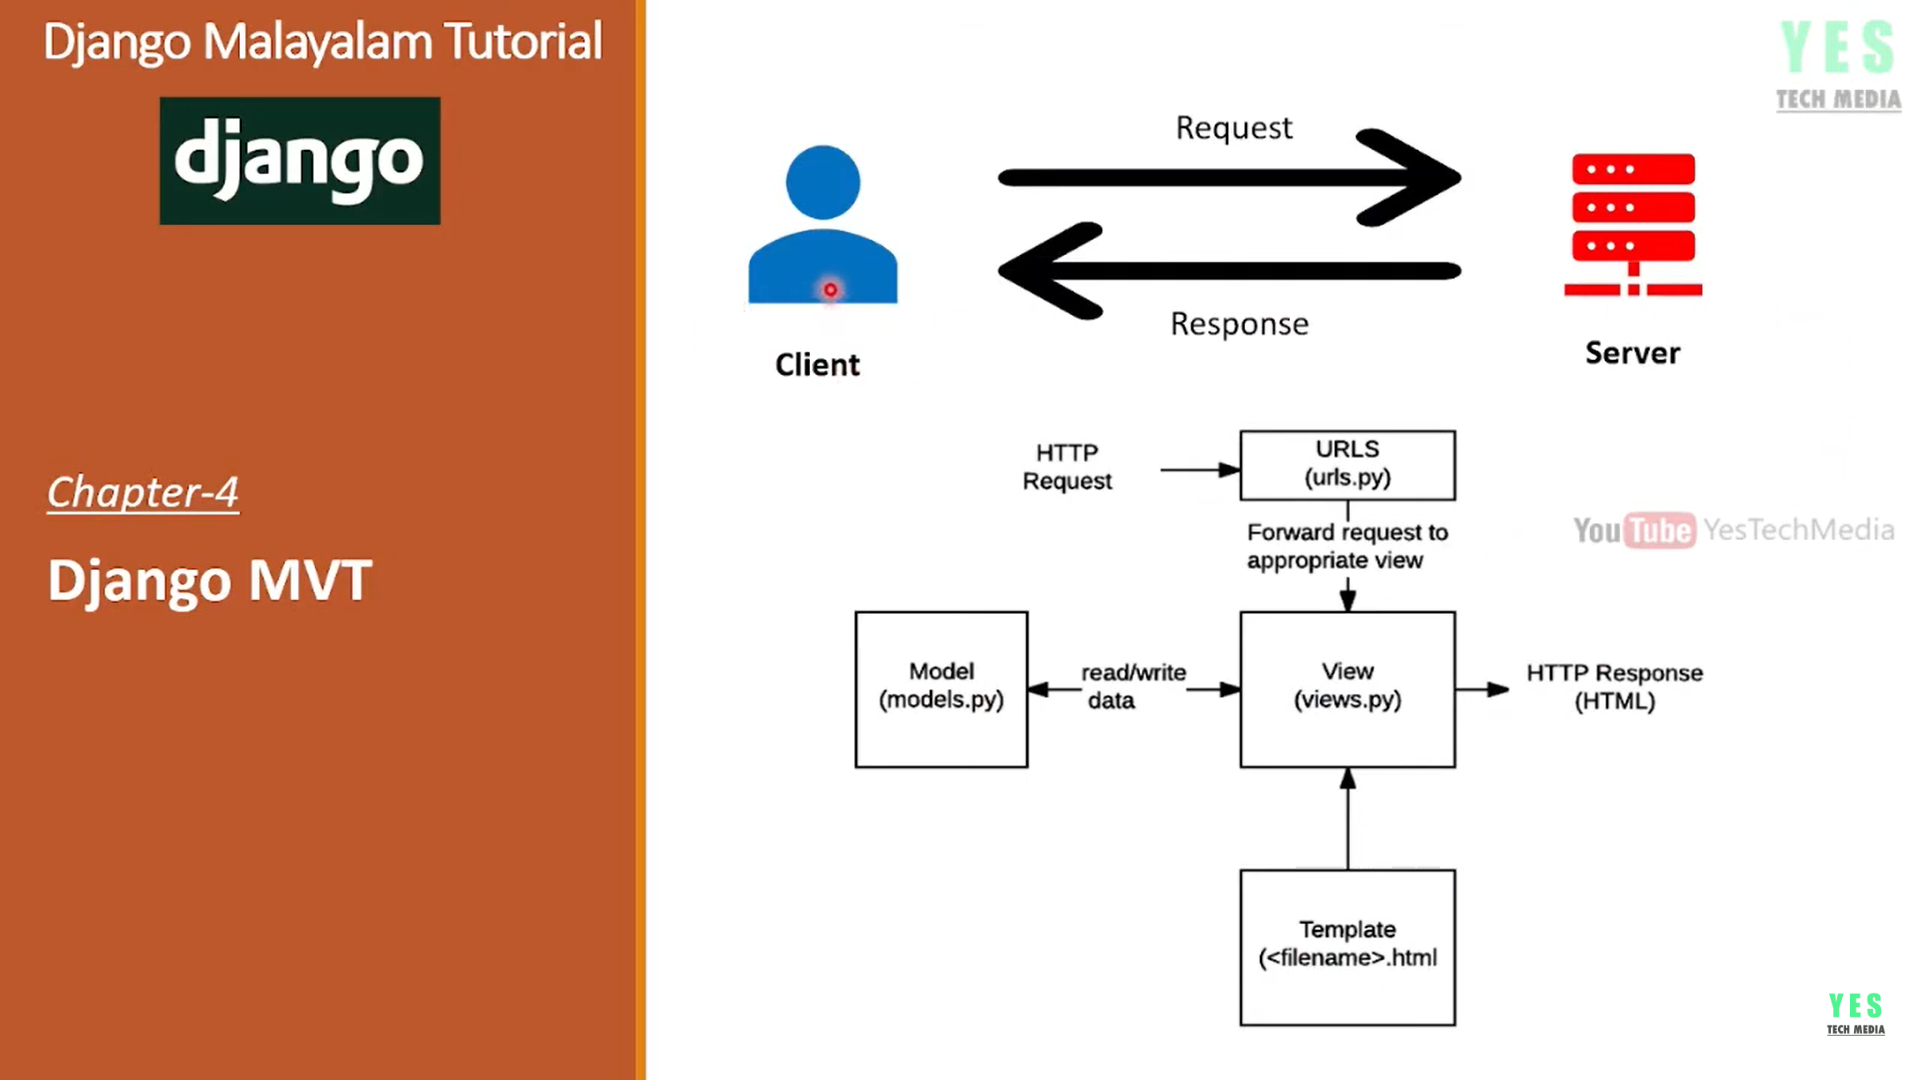 Django Malayalam Tutorial
django
Chapter-4
Django MVT
YES
TECH MEDIA
Request
Response
Client
Server
HTTP
Request
URLS
(urls.py)
Forward request to
appropriate view
YouTube YesTechMedia
Model
(models.py)
read/write
data
View
(views.py)
HTTP Response
(HTML)
Template
(<filename>.html
YES
TECH MEDIA